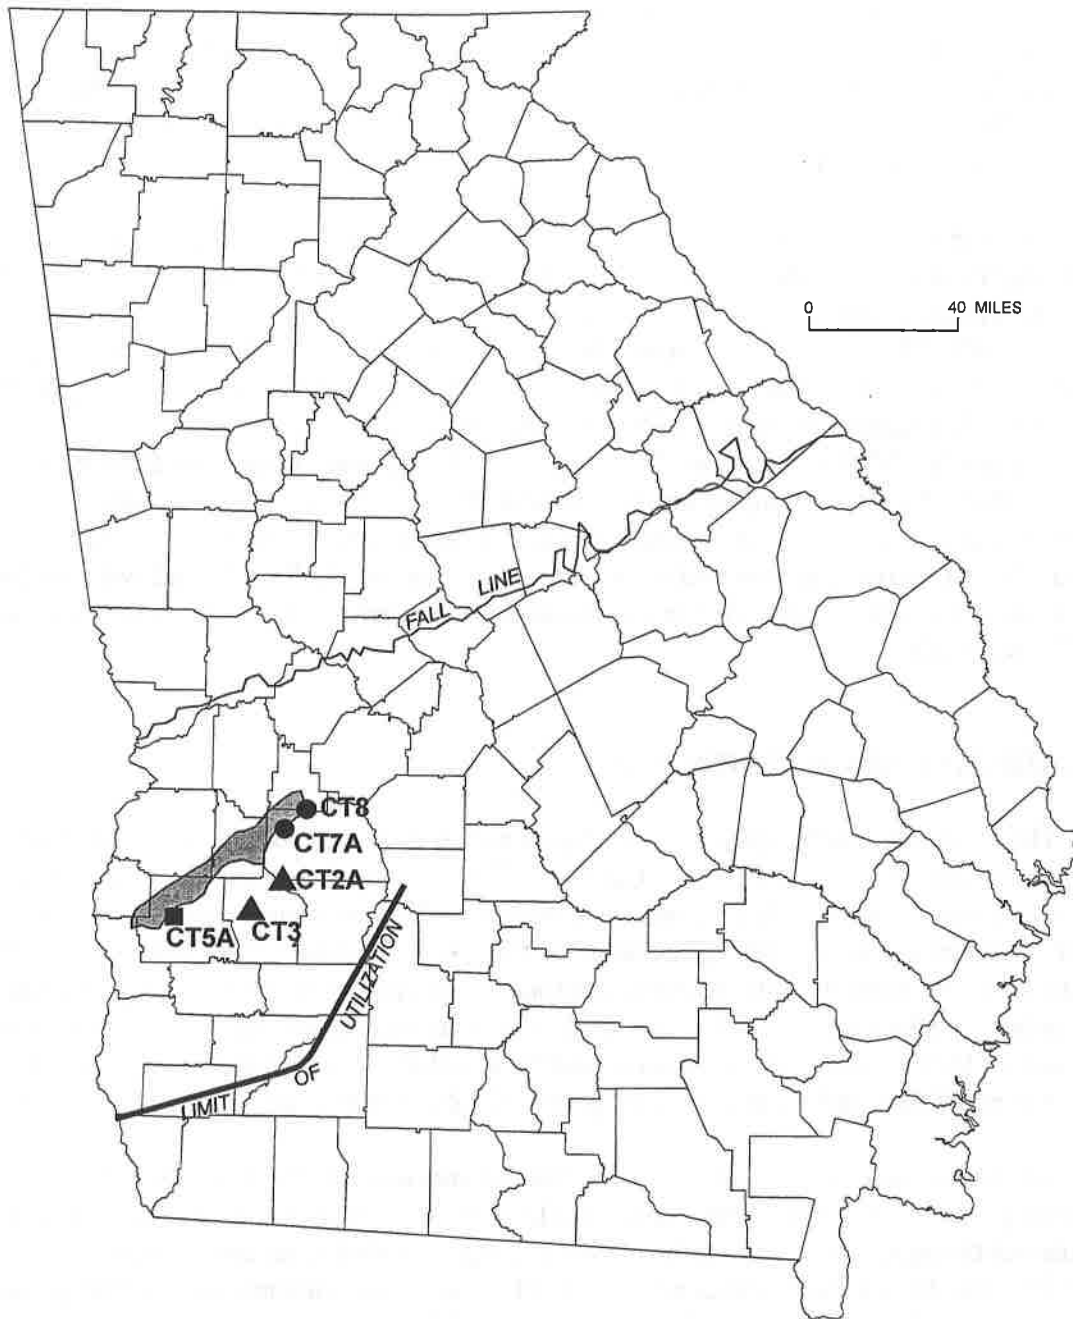 0 40 MILES
FALL LINE
CT8
CT7A
CT2A
CT3
CT5A
LIMIT OF UTILIZATION